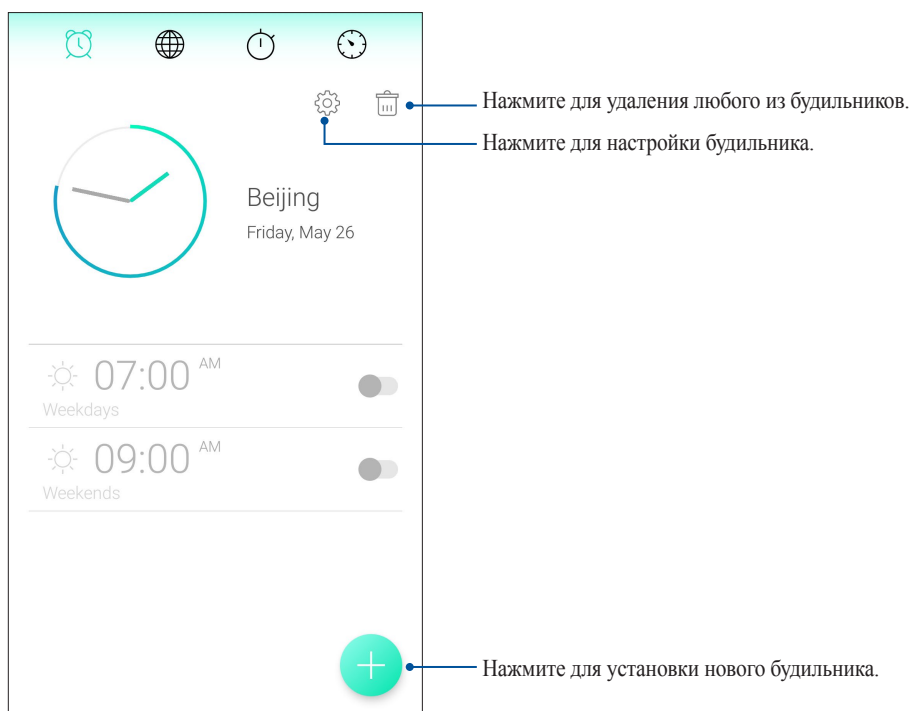 Нажмите для удаления любого из будильников.
Нажмите для настройки будильника.
Beijing
Friday, May 26
07:00 AM
Weekdays
09:00 AM
Weekends
Нажмите для установки нового будильника.